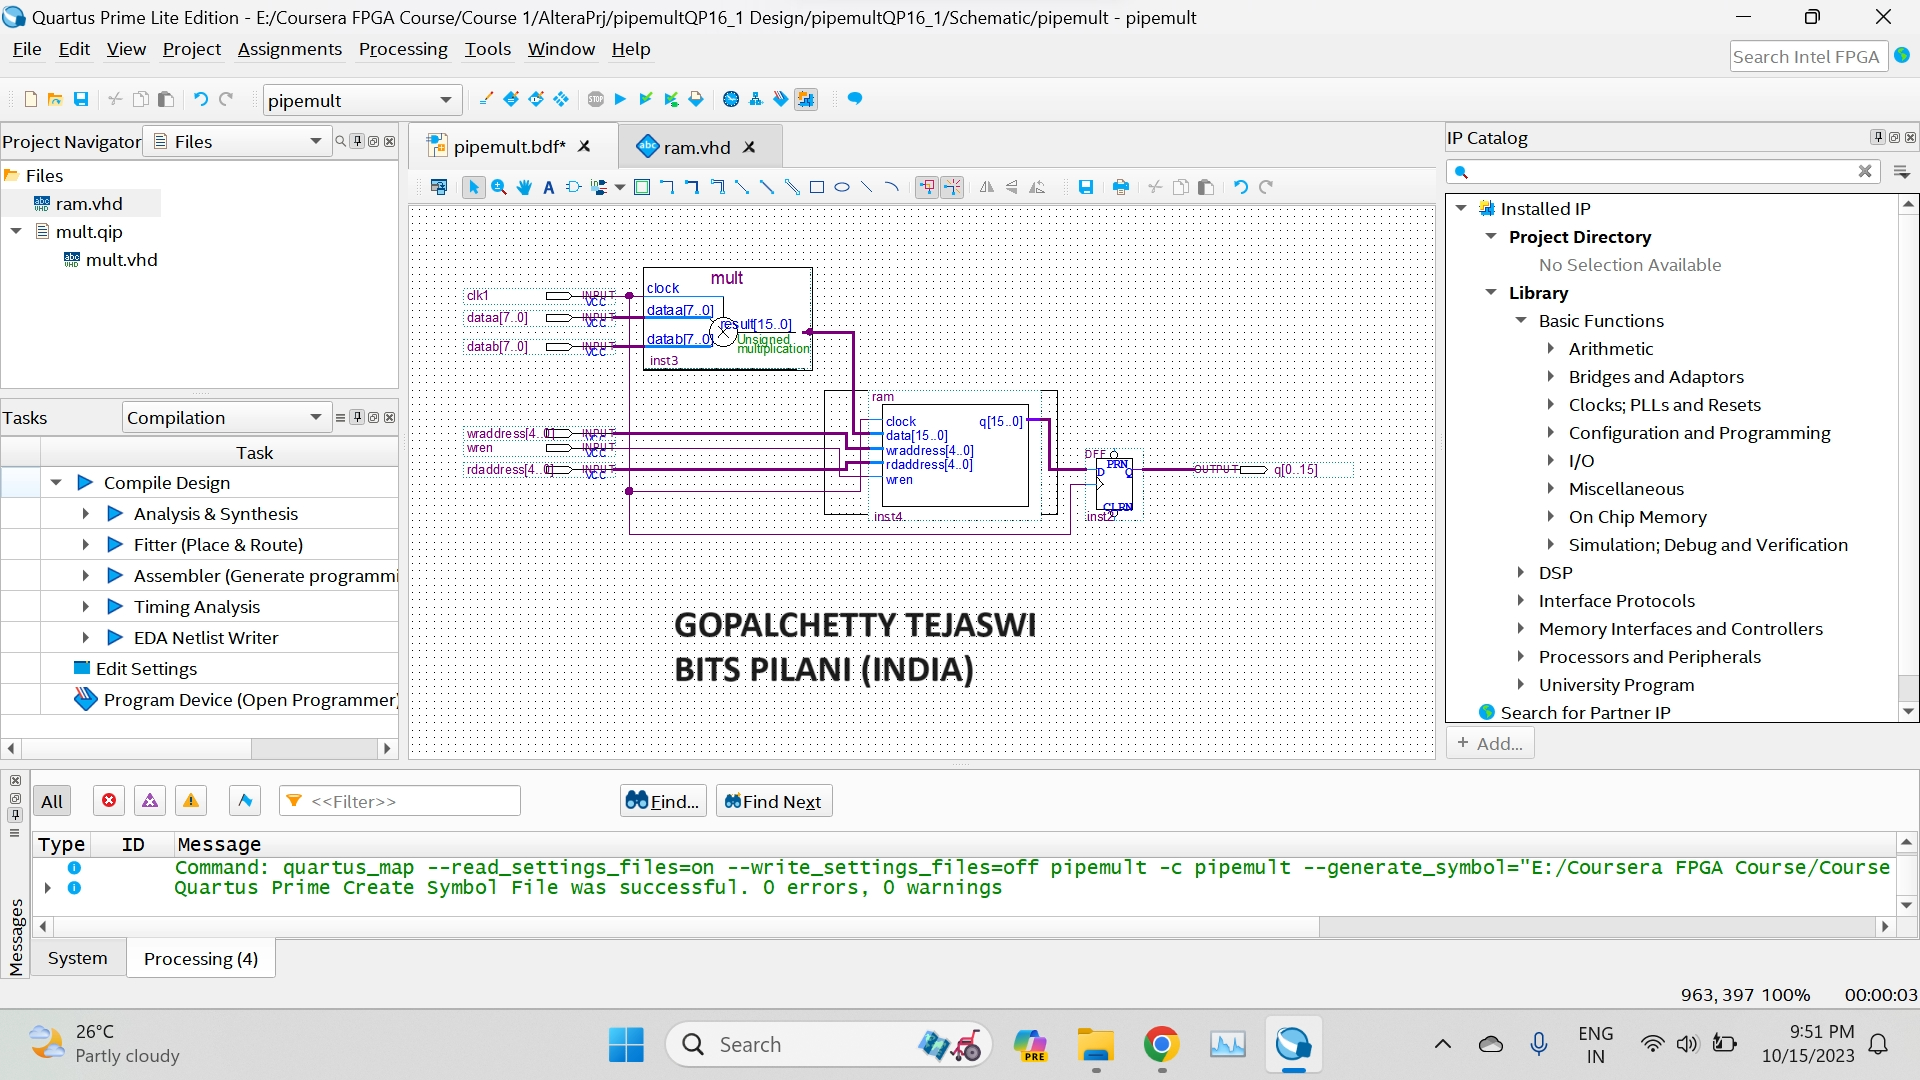 Quartus Prime Lite Edition - E:/Coursera FPGA Course/Course 1/AlteraPrj/pipemultQP16_1 Design/pipemultQP16_1/Schematic/pipemult - pipemult
File Edit View Project Assignments Processing Tools Window Help
Search Intel FPGA
pipemult
Project Navigator Files
Files
ram.vhd
mult.qip
mult.vhd
Tasks Compilation
Task
Compile Design
Analysis & Synthesis
Fitter (Place & Route)
Assembler (Generate programmi
Timing Analysis
EDA Netlist Writer
Edit Settings
Program Device (Open Programmer)
pipemult.bdf* ram.vhd
mult
clk1 INPUT VCC
clock
dataa[7..0] INPUT VCC
dataa[7..0]
result[15..0]
datab[7..0] INPUT VCC
datab[7..0]
Unsigned
multiplication
inst3
ram
clock q[15..0]
wraddress[4..0] INPUT VCC
data[15..0]
wren INPUT VCC
wraddress[4..0]
rdaddress[4..0] INPUT VCC
rdaddress[4..0]
wren
inst4
DFF
PRN
D Q
CLRN
inst2
OUTPUT q[0..15]
GOPALCHETTY TEJASWI
BITS PILANI (INDIA)
IP Catalog
Installed IP
Project Directory
No Selection Available
Library
Basic Functions
Arithmetic
Bridges and Adaptors
Clocks; PLLs and Resets
Configuration and Programming
I/O
Miscellaneous
On Chip Memory
Simulation; Debug and Verification
DSP
Interface Protocols
Memory Interfaces and Controllers
Processors and Peripherals
University Program
Search for Partner IP
+ Add...
All <<Filter>> Find... Find Next
Type ID Message
Command: quartus_map --read_settings_files=on --write_settings_files=off pipemult -c pipemult --generate_symbol="E:/Coursera FPGA Course/Course
Quartus Prime Create Symbol File was successful. 0 errors, 0 warnings
Messages
System Processing (4)
963, 397 100% 00:00:03
26°C
Partly cloudy
Search
PRE
ENG
IN
9:51 PM
10/15/2023